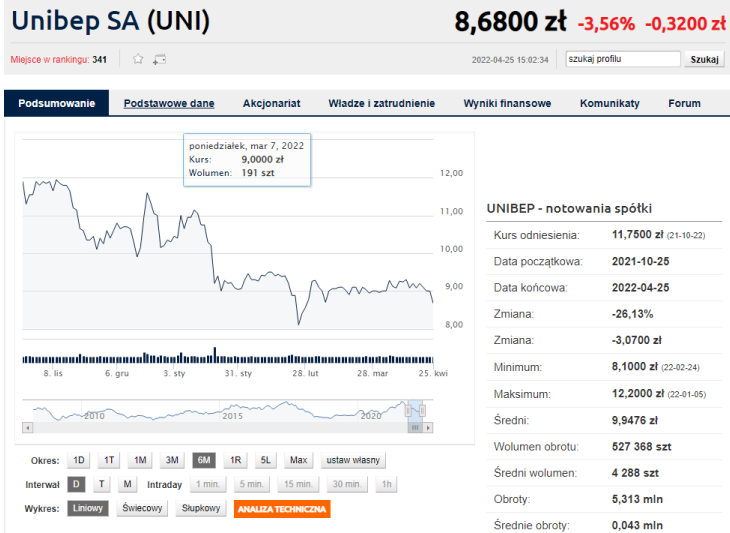 Unibep SA (UNI)
8,6800 zł -3,56% -0,3200 zł
Miejsce w rankingu: 341
2022-04-25 15:02:34
szukaj profilu
Szukaj
Podsumowanie Podstawowe dane Akcjonariat Władze i zatrudnienie Wyniki finansowe Komunikaty Forum
poniedziałek, mar 7, 2022
Kurs: 9,0000 zł
Wolumen: 191 szt
12,00
11,00
10,00
9,00
8,00
8. lis 6. gru 3. sty 31. sty 28. lut 28. mar 25. kwi
2010 2015 2020
Okres: 1D 1T 1M 3M 6M 1R 5L Max ustaw własny
Interwał D T M Intraday 1 min. 5 min. 15 min. 30 min. 1h
Wykres: Liniowy Świecowy Słupkowy ANALIZA TECHNICZNA
UNIBEP - notowania spółki
Kurs odniesienia: 11,7500 zł (21-10-22)
Data początkowa: 2021-10-25
Data końcowa: 2022-04-25
Zmiana: -26,13%
Zmiana: -3,0700 zł
Minimum: 8,1000 zł (22-02-24)
Maksimum: 12,2000 zł (22-01-05)
Średni: 9,9476 zł
Wolumen obrotu: 527 368 szt
Średni wolumen: 4 288 szt
Obroty: 5,313 mln
Średnie obroty: 0,043 mln